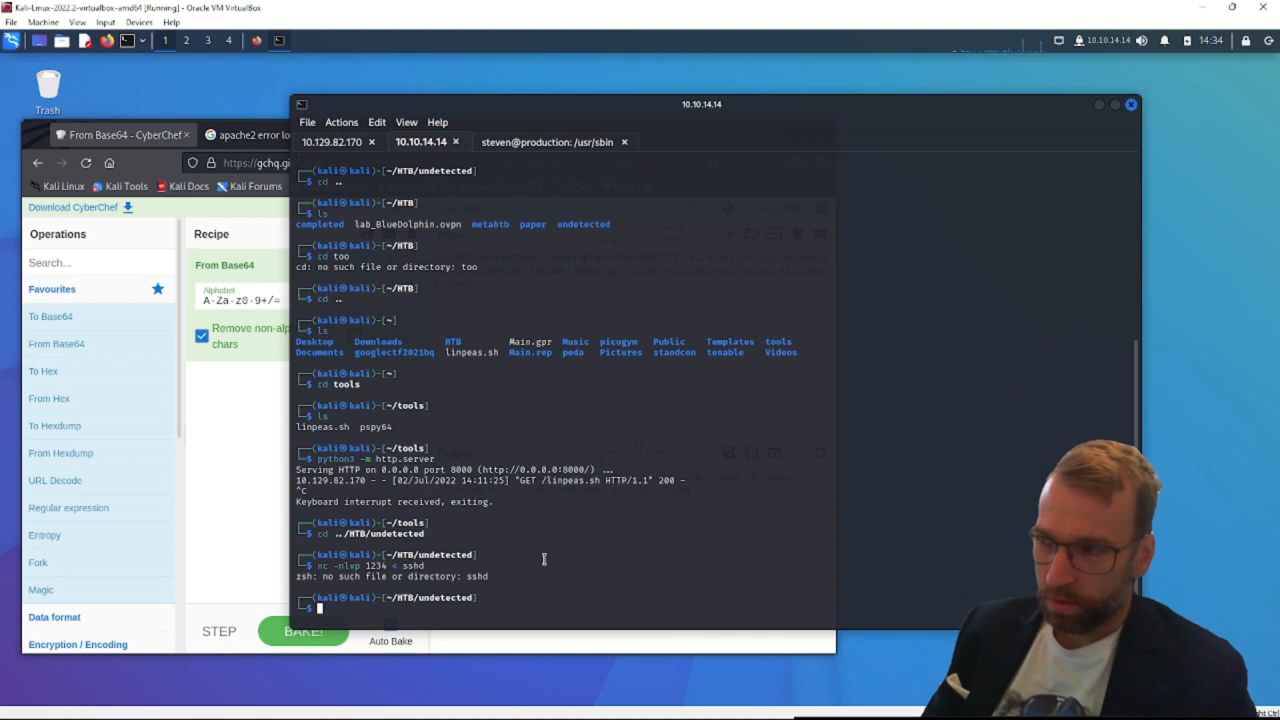 Kali-Linux-2022.2-virtualbox-amd64 [Running] - Oracle VM VirtualBox
File Machine View Input Devices Help
1 2 3 4
10.10.14.14
14:34
Trash
10.10.14.14
File Actions Edit View Help
From Base64 - CyberChef
apache2 error lo
10.129.82.170
10.10.14.14
steven@production: /usr/sbin
https://gchq.gi
Kali Linux Kali Tools Kali Docs Kali Forums
Download CyberChef
Operations
Recipe
Search...
From Base64
Favourites
Alphabet
A-Za-z0-9+/=
To Base64
Remove non-alp
chars
From Base64
To Hex
From Hex
To Hexdump
From Hexdump
URL Decode
Regular expression
Entropy
Fork
Magic
Data format
Encryption / Encoding
STEP
BAKE!
Auto Bake
┌──(kali㉿kali)-[~/HTB/undetected]
└─$ cd ..
┌──(kali㉿kali)-[~/HTB]
└─$ ls
completed lab_BlueDolphin.ovpn metahtb paper undetected
┌──(kali㉿kali)-[~/HTB]
└─$ cd too
cd: no such file or directory: too
┌──(kali㉿kali)-[~/HTB]
└─$ cd ..
┌──(kali㉿kali)-[~]
└─$ ls
Desktop Downloads HTB Main.gpr Music picogym Public Templates tools
Documents googlectf2021bq linpeas.sh Main.rep peda Pictures standcon tenable Videos
┌──(kali㉿kali)-[~]
└─$ cd tools
┌──(kali㉿kali)-[~/tools]
└─$ ls
linpeas.sh pspy64
┌──(kali㉿kali)-[~/tools]
└─$ python3 -m http.server
Serving HTTP on 0.0.0.0 port 8000 (http://0.0.0.0:8000/) ...
10.129.82.170 - - [02/Jul/2022 14:11:25] "GET /linpeas.sh HTTP/1.1" 200 -
^C
Keyboard interrupt received, exiting.
┌──(kali㉿kali)-[~/tools]
└─$ cd ../HTB/undetected
┌──(kali㉿kali)-[~/HTB/undetected]
└─$ nc -nlvp 1234 < sshd
zsh: no such file or directory: sshd
┌──(kali㉿kali)-[~/HTB/undetected]
└─$
Ctrl